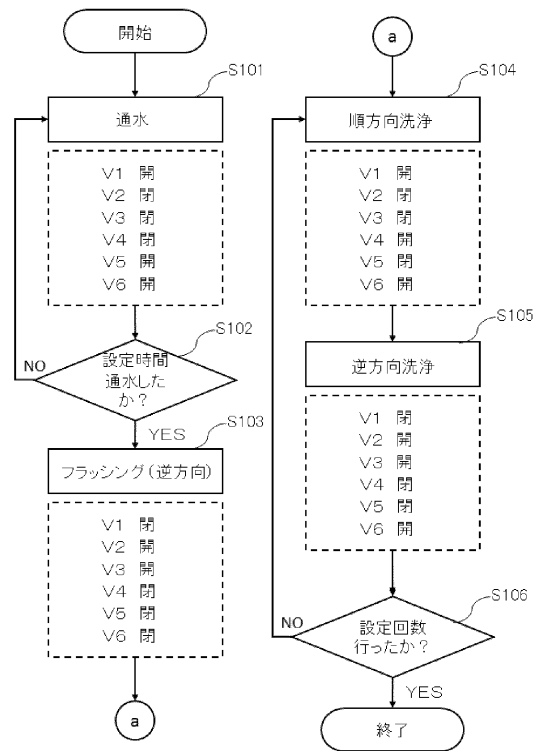 開始
S101
通水
V1 開
V2 閉
V3 閉
V4 閉
V5 開
V6 開
S102
設定時間
通水した
か？
NO
YES
S103
フラッシング(逆方向)
V1 閉
V2 開
V3 開
V4 閉
V5 閉
V6 閉
a
a
S104
順方向洗浄
V1 開
V2 閉
V3 閉
V4 開
V5 閉
V6 開
S105
逆方向洗浄
V1 閉
V2 開
V3 開
V4 閉
V5 閉
V6 開
S106
設定回数
行ったか？
NO
YES
終了